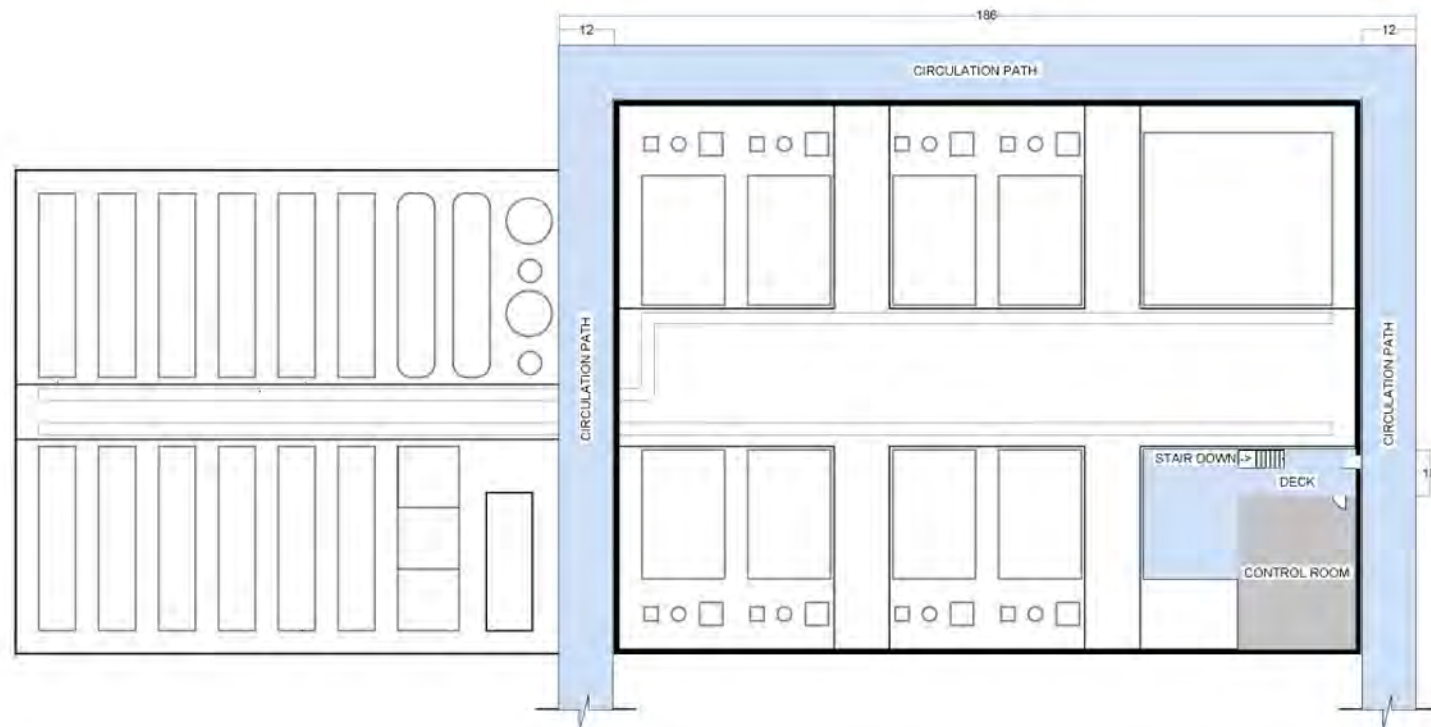 186
12
12
CIRCULATION PATH
CIRCULATION PATH
CIRCULATION PATH
STAIR DOWN ->
DECK
CONTROL ROOM